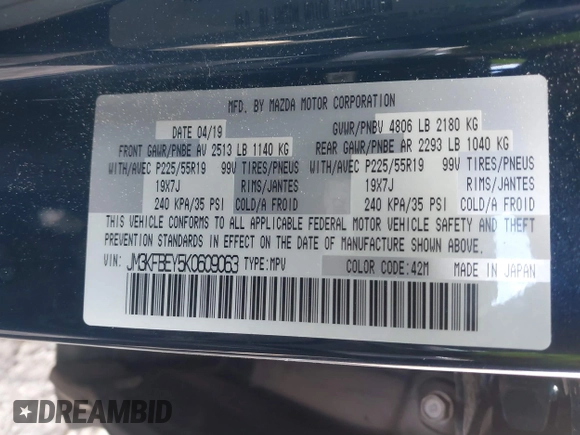 MFD. BY MAZDA MOTOR CORPORATION
DATE 04/19 GVWR/PNBV 4806 LB 2180 KG
FRONT GAWR/PNBE AV 2513 LB 1140 KG REAR GAWR/PNBE AR 2293 LB 1040 KG
WITH/AVEC P225/55R19 99V TIRES/PNEUS WITH/AVEC P225/55R19 99V TIRES/PNEUS
19X7J RIMS/JANTES 19X7J RIMS/JANTES
240 KPA/35 PSI COLD/A FROID 240 KPA/35 PSI COLD/A FROID
THIS VEHICLE CONFORMS TO ALL APPLICABLE FEDERAL MOTOR VEHICLE SAFETY AND THEFT
PREVENTION STANDARDS IN EFFECT ON THE DATE OF MANUFACTURE SHOWN ABOVE.
VIN: JM3KFBEY5K0609063 TYPE:MPV COLOR CODE:42M MADE IN JAPAN
DREAMBID